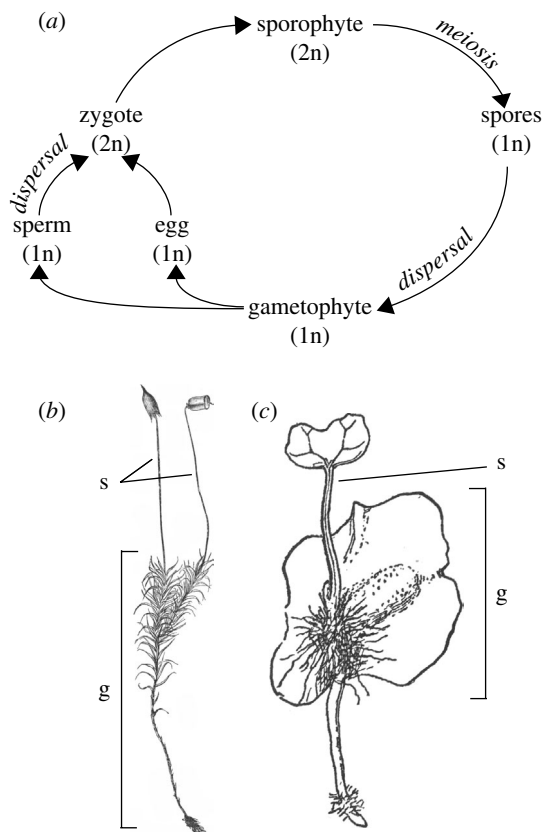 (a)
sporophyte
(2n)
meiosis
spores
(1n)
dispersal
gametophyte
(1n)
egg
(1n)
sperm
(1n)
dispersal
zygote
(2n)
(b)
s
g
(c)
s
g